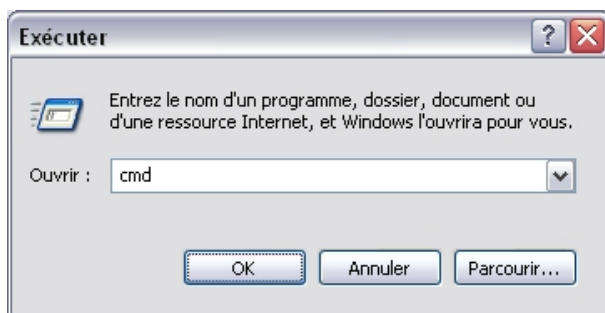 Exécuter
?
Entrez le nom d'un programme, dossier, document ou
d'une ressource Internet, et Windows l'ouvrira pour vous.
Ouvrir : cmd
OK Annuler Parcourir...